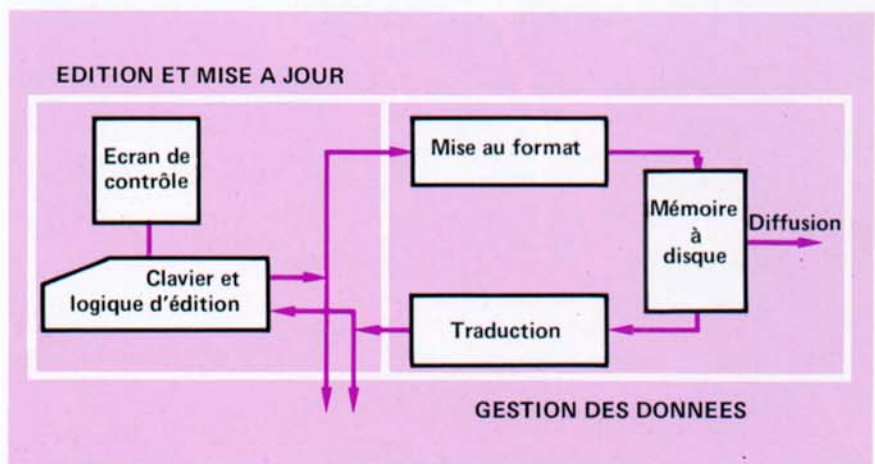 EDITION ET MISE A JOUR
Ecran de
contrôle
Clavier et
logique d'édition
Mise au format
Mémoire
à
disque
Diffusion
Traduction
GESTION DES DONNEES